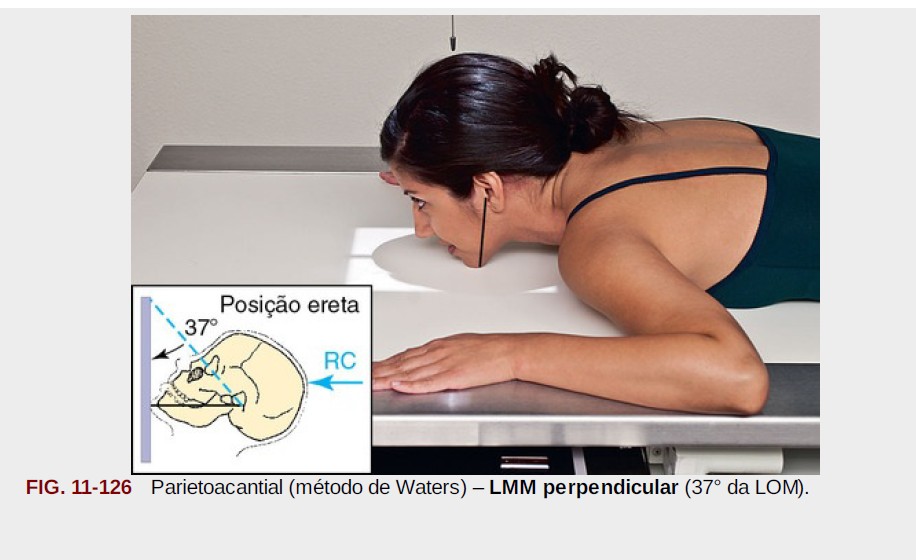 Posição ereta
37°
RC
FIG. 11-126 Parietoacantial (método de Waters) – LMM perpendicular (37° da LOM).